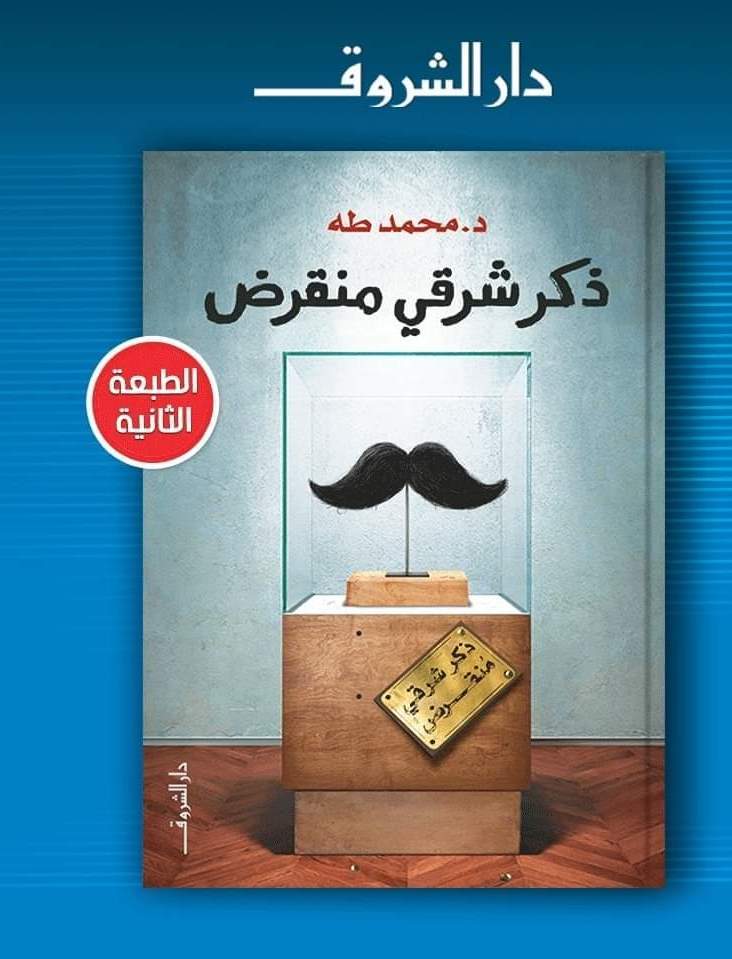 دار الشروق
د. محمد طه
ذكر شرقي منقرض
الطبعة
الثانية
ذكر شرقي
منقرض
دار الشروق